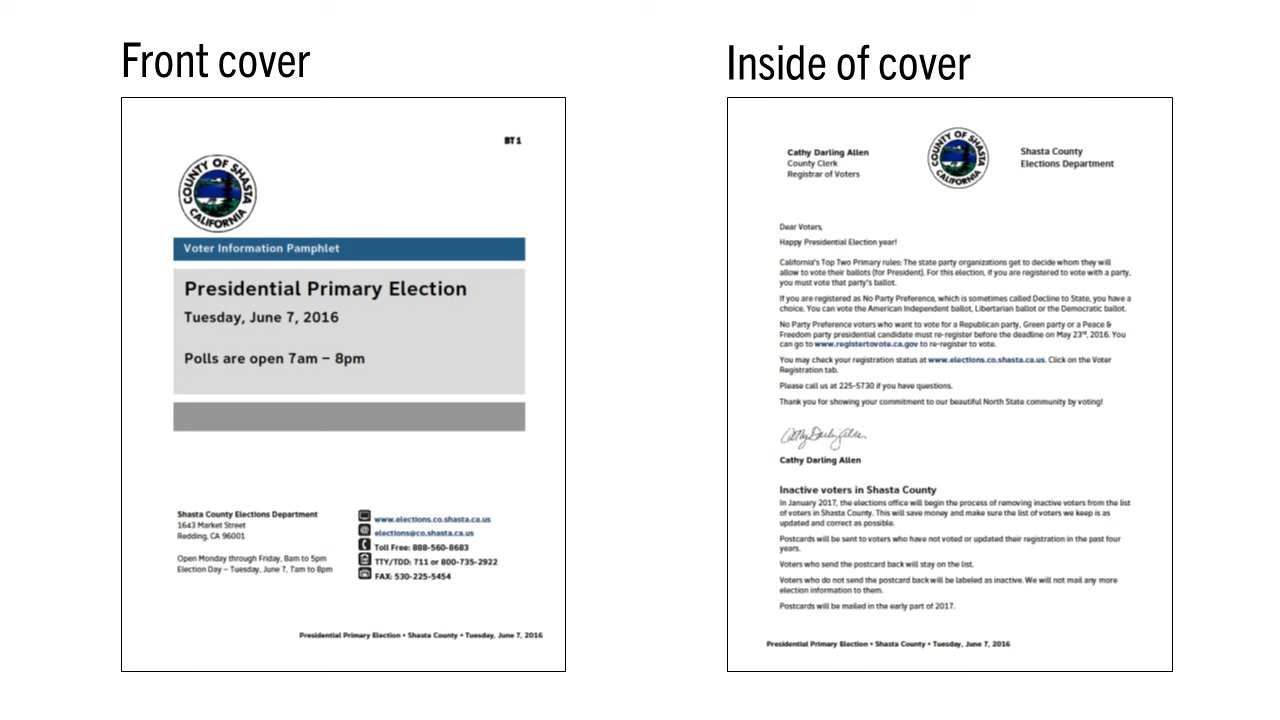 Front cover
BT 1
COUNTY OF SHASTA
CALIFORNIA
Voter Information Pamphlet
Presidential Primary Election
Tuesday, June 7, 2016
Polls are open 7am – 8pm
Shasta County Elections Department
1643 Market Street
Redding, CA 96001
Open Monday through Friday, 8am to 5pm
Election Day – Tuesday, June 7, 7am to 8pm
www.elections.co.shasta.ca.us
elections@co.shasta.ca.us
Toll Free: 888-560-8683
TTY/TDD: 711 or 800-735-2922
FAX: 530-225-5454
Presidential Primary Election • Shasta County • Tuesday, June 7, 2016
Inside of cover
Cathy Darling Allen
County Clerk
Registrar of Voters
COUNTY OF SHASTA
CALIFORNIA
Shasta County
Elections Department
Dear Voters,
Happy Presidential Election year!
California's Top Two Primary rules: The state party organizations get to decide whom they will
allow to vote their ballots (for President). For this election, if you are registered to vote with a party,
you must vote that party's ballot.
If you are registered as No Party Preference, which is sometimes called Decline to State, you have a
choice. You can vote the American Independent ballot, Libertarian ballot or the Democratic ballot.
No Party Preference voters who want to vote for a Republican party, Green party or a Peace &
Freedom party presidential candidate must re-register before the deadline on May 23rd, 2016. You
can go to www.registertovote.ca.gov to re-register to vote.
You may check your registration status at www.elections.co.shasta.ca.us. Click on the Voter
Registration tab.
Please call us at 225-5730 if you have questions.
Thank you for showing your commitment to our beautiful North State community by voting!
Cathy Darling Allen
Cathy Darling Allen
Inactive voters in Shasta County
In January 2017, the elections office will begin the process of removing inactive voters from the list
of voters in Shasta County. This will save money and make sure the list of voters we keep is as
updated and correct as possible.
Postcards will be sent to voters who have not voted or updated their registration in the past four
years.
Voters who send the postcard back will stay on the list.
Voters who do not send the postcard back will be labeled as inactive. We will not mail any more
election information to them.
Postcards will be mailed in the early part of 2017.
Presidential Primary Election • Shasta County • Tuesday, June 7, 2016